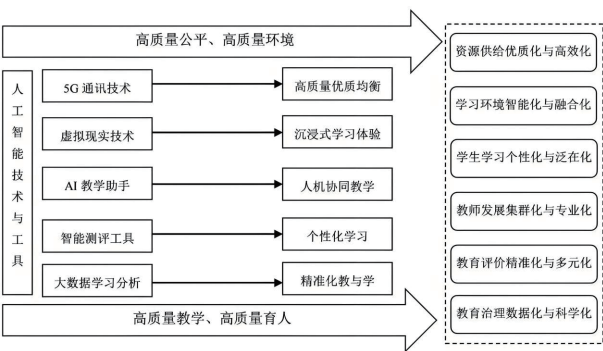 高质量公平、高质量环境
人工智能技术与工具
5G 通讯技术
高质量优质均衡
虚拟现实技术
沉浸式学习体验
AI 教学助手
人机协同教学
智能测评工具
个性化学习
大数据学习分析
精准化教与学
高质量教学、高质量育人
资源供给优质化与高效化
学习环境智能化与融合化
学生学习个性化与泛在化
教师发展集群化与专业化
教育评价精准化与多元化
教育治理数据化与科学化